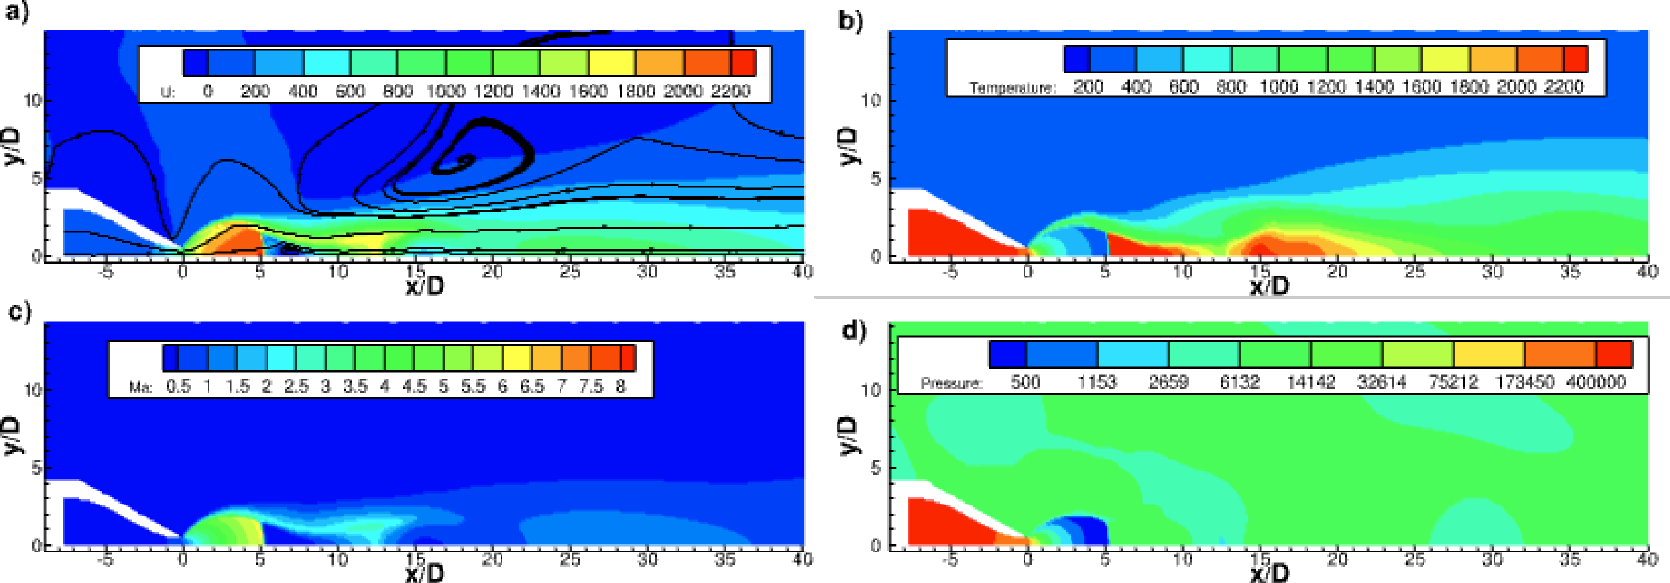 a)
U: 0 200 400 600 800 1000 1200 1400 1600 1800 2000 2200
10
5
0
y/D
-5 0 5 10 15 20 25 30 35 40
x/D
b)
Temperature: 200 400 600 800 1000 1200 1400 1600 1800 2000 2200
10
5
0
y/D
-5 0 5 10 15 20 25 30 35 40
x/D
c)
Ma: 0.5 1 1.5 2 2.5 3 3.5 4 4.5 5 5.5 6 6.5 7 7.5 8
10
5
0
y/D
-5 0 5 10 15 20 25 30 35 40
x/D
d)
Pressure: 500 1153 2659 6132 14142 32614 75212 173450 400000
10
5
0
y/D
-5 0 5 10 15 20 25 30 35 40
x/D